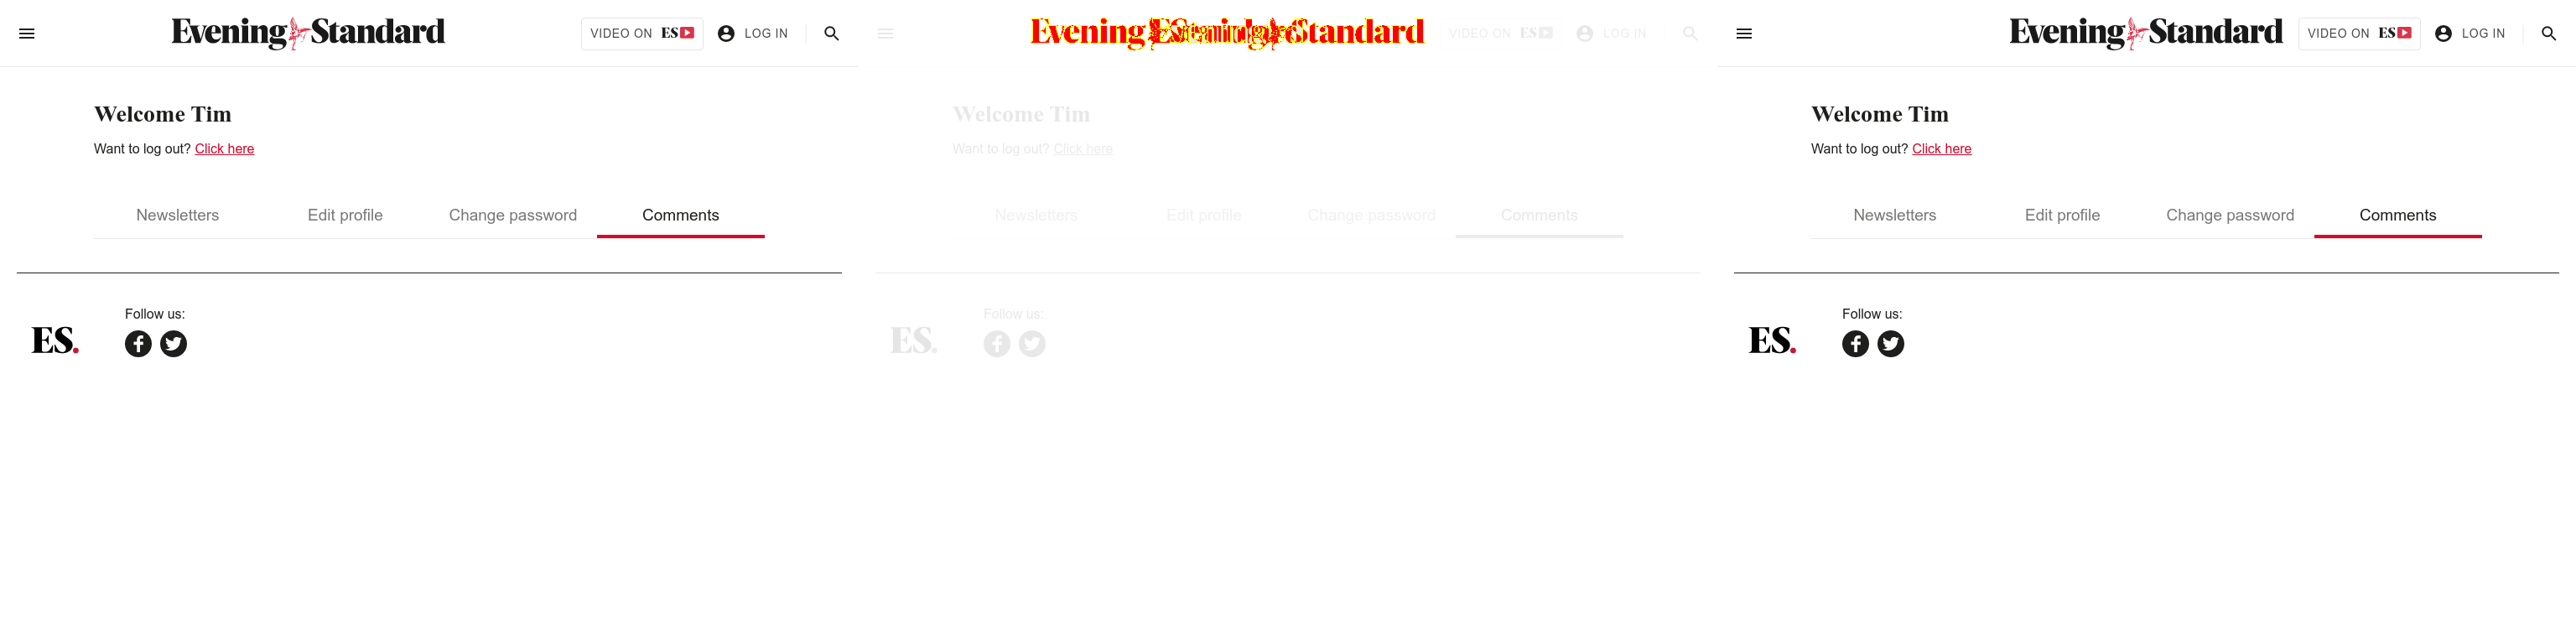 Evening Standard VIDEO ON ES LOG IN
Welcome Tim
Want to log out? Click here
Newsletters Edit profile Change password Comments
Follow us:
ES.
Evening Standard VIDEO ON ES LOG IN
Welcome Tim
Want to log out? Click here
Newsletters Edit profile Change password Comments
Follow us:
ES.
Evening Standard VIDEO ON ES LOG IN
Welcome Tim
Want to log out? Click here
Newsletters Edit profile Change password Comments
Follow us:
ES.